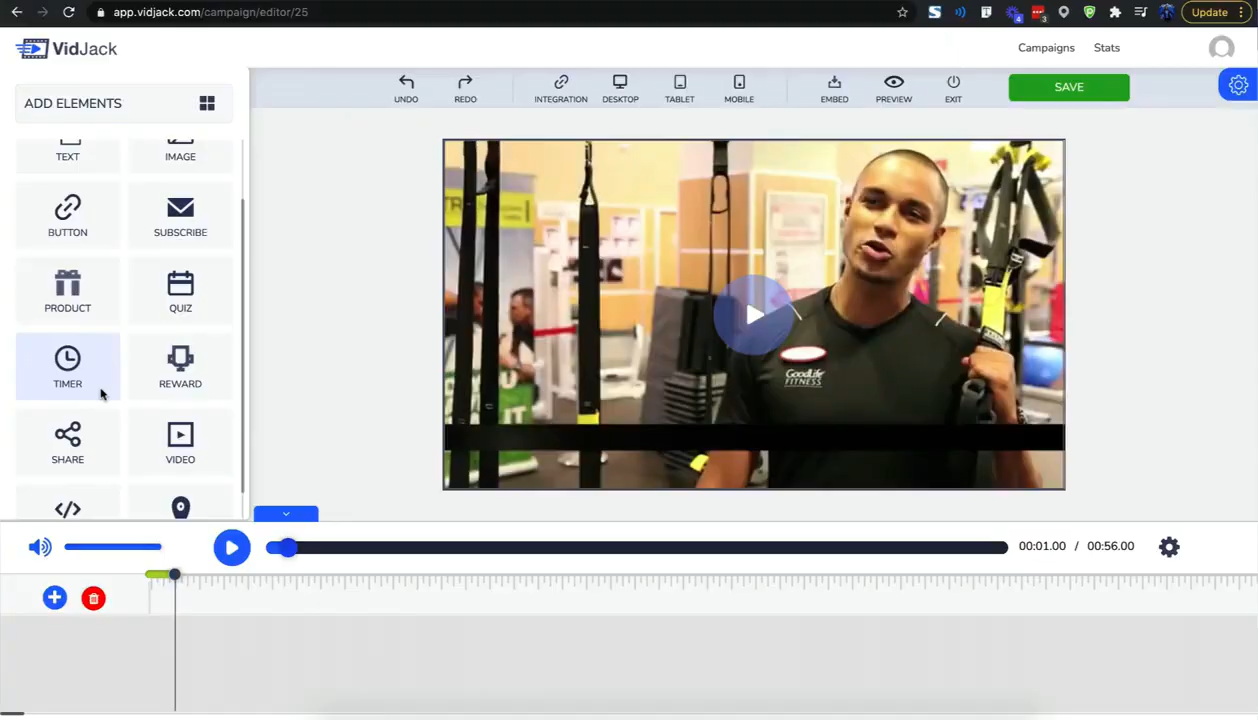 app.vidjack.com/campaign/editor/25
Update
VidJack
Campaigns
Stats
ADD ELEMENTS
UNDO
REDO
INTEGRATION
DESKTOP
TABLET
MOBILE
EMBED
PREVIEW
EXIT
SAVE
TEXT
IMAGE
BUTTON
SUBSCRIBE
PRODUCT
QUIZ
TIMER
REWARD
SHARE
VIDEO
GoodLife
FITNESS
00:01.00 / 00:56.00